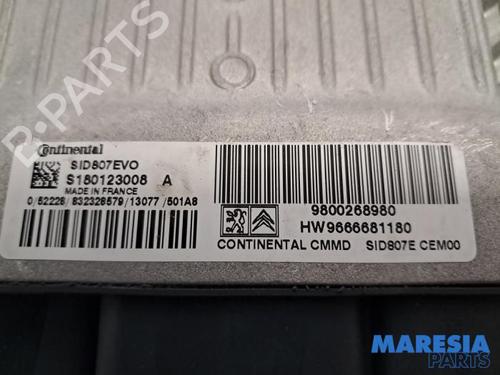 B-PARTS
Continental
SID807EVO
S180123008 A
MADE IN FRANCE
0/52228/832328579/13077/501A8
9800268980
HW9666681180
CONTINENTAL CMMD SID807E CEM00
MARESIA
PARTS